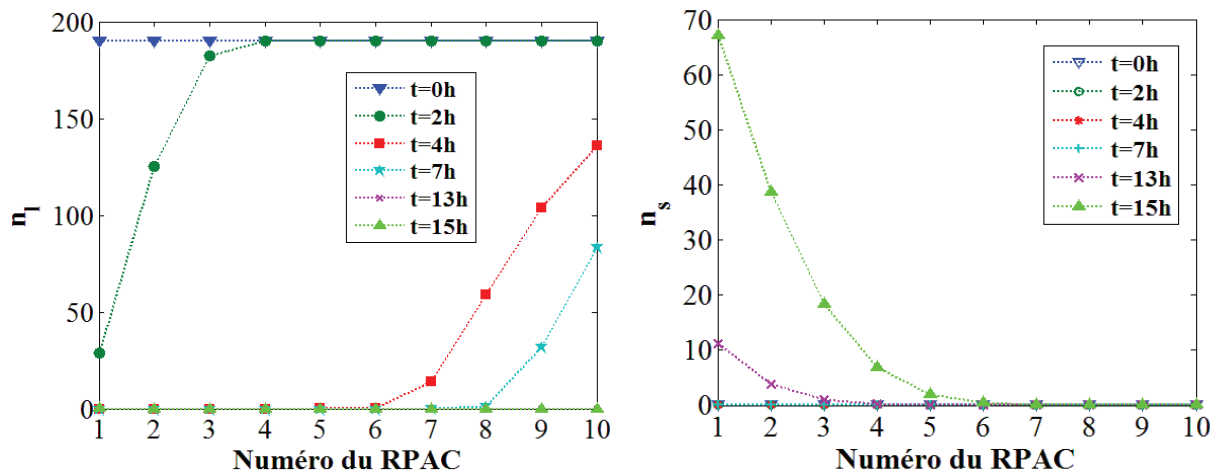 200
150
100
50
0
n_l
1 2 3 4 5 6 7 8 9 10
Numéro du RPAC
t=0h
t=2h
t=4h
t=7h
t=13h
t=15h
70
60
50
40
30
20
10
0
n_s
1 2 3 4 5 6 7 8 9 10
Numéro du RPAC
t=0h
t=2h
t=4h
t=7h
t=13h
t=15h